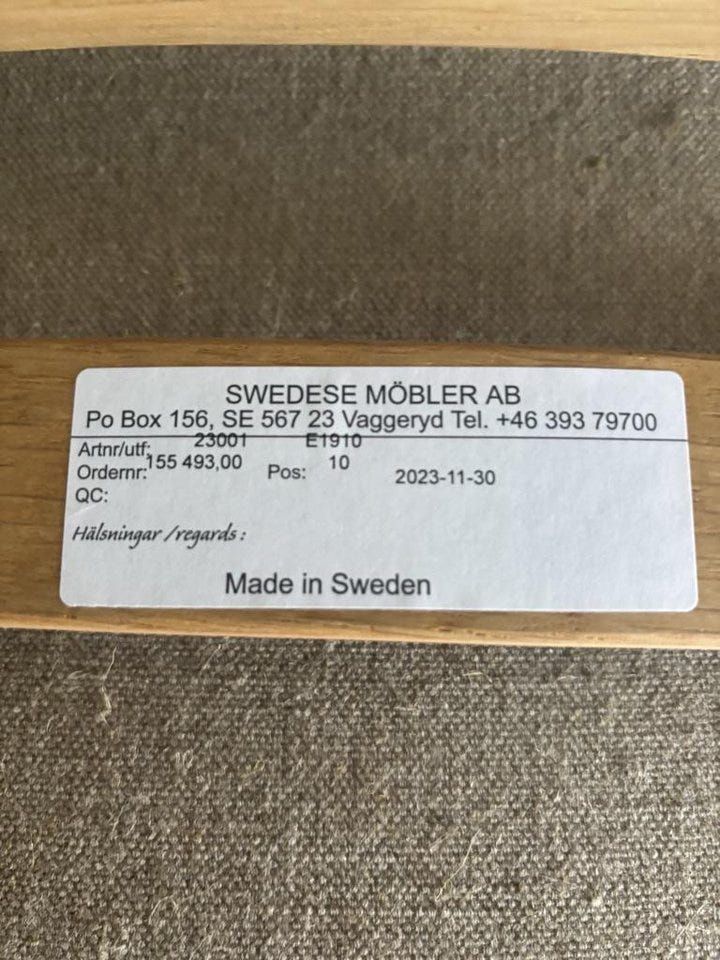 SWEDESE MÖBLER AB
Po Box 156, SE 567 23 Vaggeryd Tel. +46 393 79700
Artnr/utf: 23001 E1910
Ordernr: 155 493,00 Pos: 10 2023-11-30
QC:
Hälsningar /regards :
Made in Sweden